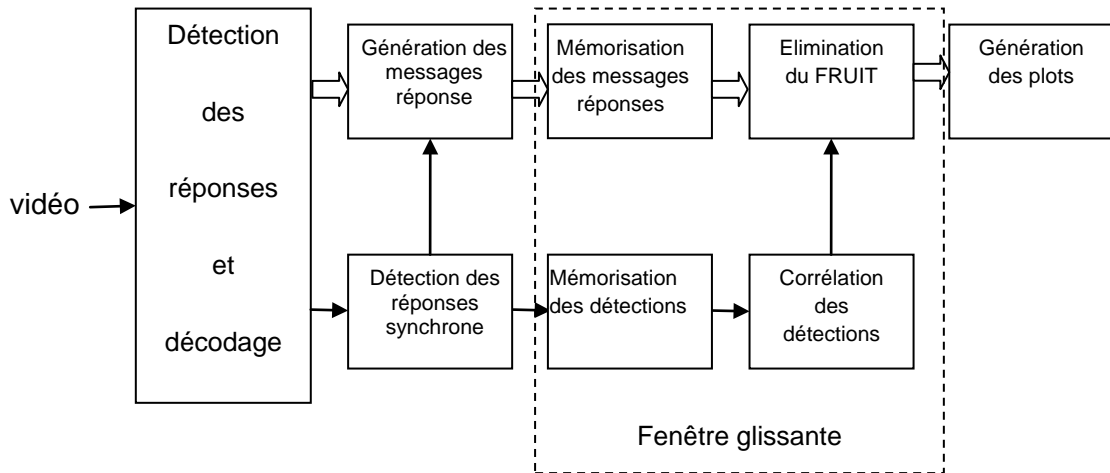 Détection
des
réponses
et
décodage
Génération des
messages
réponse
Mémorisation
des messages
réponses
Elimination
du FRUIT
Génération
des plots
vidéo
Détection des
réponses
synchrone
Mémorisation
des détections
Corrélation
des
détections
Fenêtre glissante